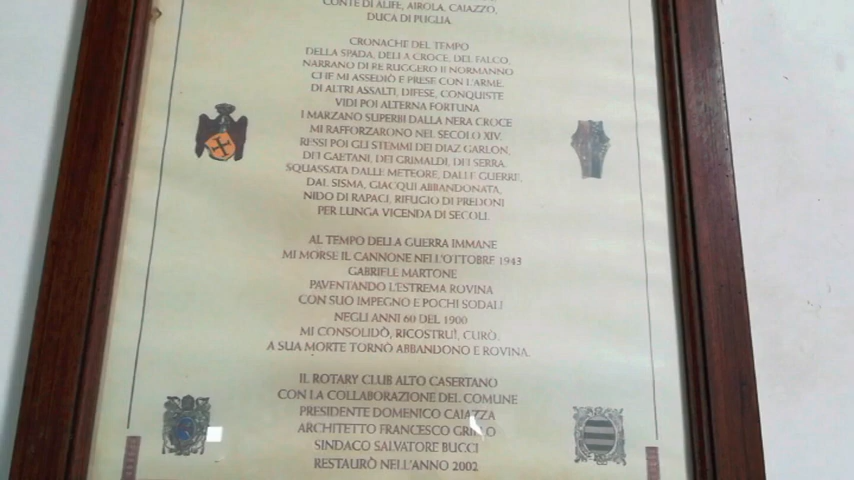 CONTE DI ALIFE, AIROLA, CAIAZZO,
DUCA DI PUGLIA.
CRONACHE DEL TEMPO
DELLA SPADA, DELLA CROCE, DEL FALCO,
NARRANO DI RE RUGGERO II NORMANNO
CHE MI ASSEDIÒ E PRESE CON L'ARME.
DI ALTRI ASSALTI, DIFESE, CONQUISTE
VIDI POI ALTERNA FORTUNA
I MARZANO SUPERBI DALLA NERA CROCE
MI RAFFORZARONO NEL SECOLO XIV.
RESSI POI GLI STEMMI DEI DIAZ GARLON,
DEI GAETANI, DEI GRIMALDI, DEI SERRA.
SQUASSATA DALLE METEORE, DALLE GUERRE,
DAL SISMA, GIACQUI ABBANDONATA,
NIDO DI RAPACI, RIFUGIO DI PREDONI
PER LUNGA VICENDA DI SECOLI.
AL TEMPO DELLA GUERRA IMMANE
MI MORSE IL CANNONE NELL'OTTOBRE 1943
GABRIELE MARTONE
PAVENTANDO L'ESTREMA ROVINA
CON SUO IMPEGNO E POCHI SODALI
NEGLI ANNI 60 DEL 1900
MI CONSOLIDÒ, RICOSTRUÌ, CURÒ.
A SUA MORTE TORNÒ ABBANDONO E ROVINA.
IL ROTARY CLUB ALTO CASERTANO
CON LA COLLABORAZIONE DEL COMUNE
PRESIDENTE DOMENICO CAIAZZA
ARCHITETTO FRANCESCO
SINDACO SALVATORE BUCCI
RESTAURÒ NELL'ANNO 2002